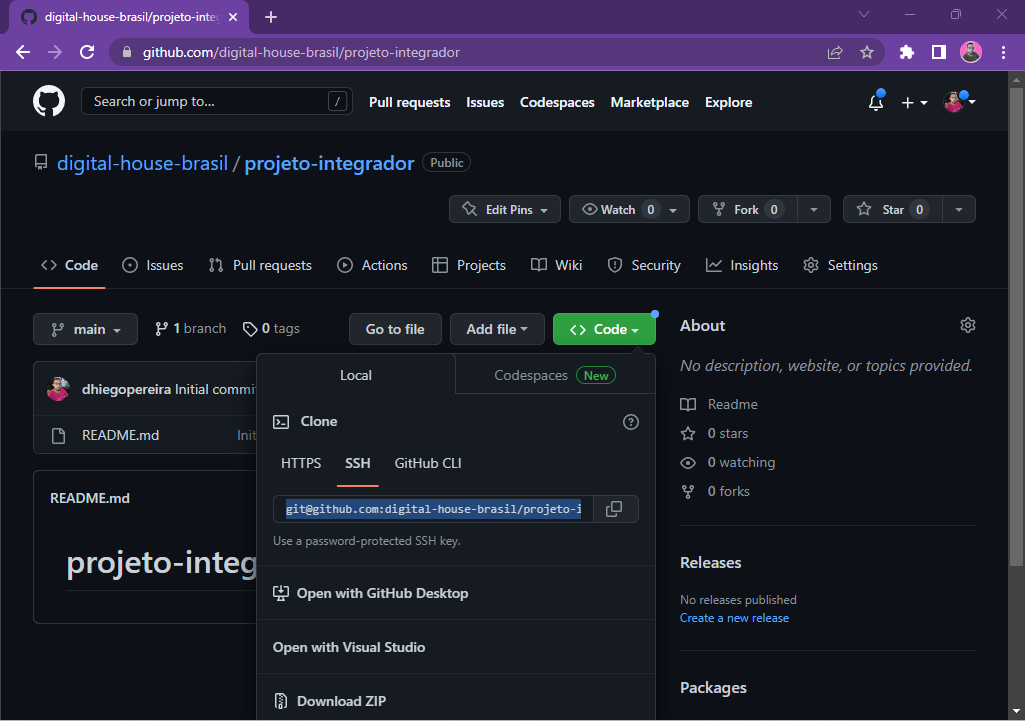 digital-house-brasil/projeto-inte
github.com/digital-house-brasil/projeto-integrador
Search or jump to... /
Pull requests Issues Codespaces Marketplace Explore
digital-house-brasil / projeto-integrador Public
Edit Pins Watch 0 Fork 0 Star 0
Code Issues Pull requests Actions Projects Wiki Security Insights Settings
main 1 branch 0 tags Go to file Add file Code
dhiegopereira Initial commi
README.md Init
README.md
projeto-integ
Local Codespaces New
Clone
HTTPS SSH GitHub CLI
git@github.com:digital-house-brasil/projeto-i
Use a password-protected SSH key.
Open with GitHub Desktop
Open with Visual Studio
Download ZIP
About
No description, website, or topics provided.
Readme
0 stars
0 watching
0 forks
Releases
No releases published
Create a new release
Packages